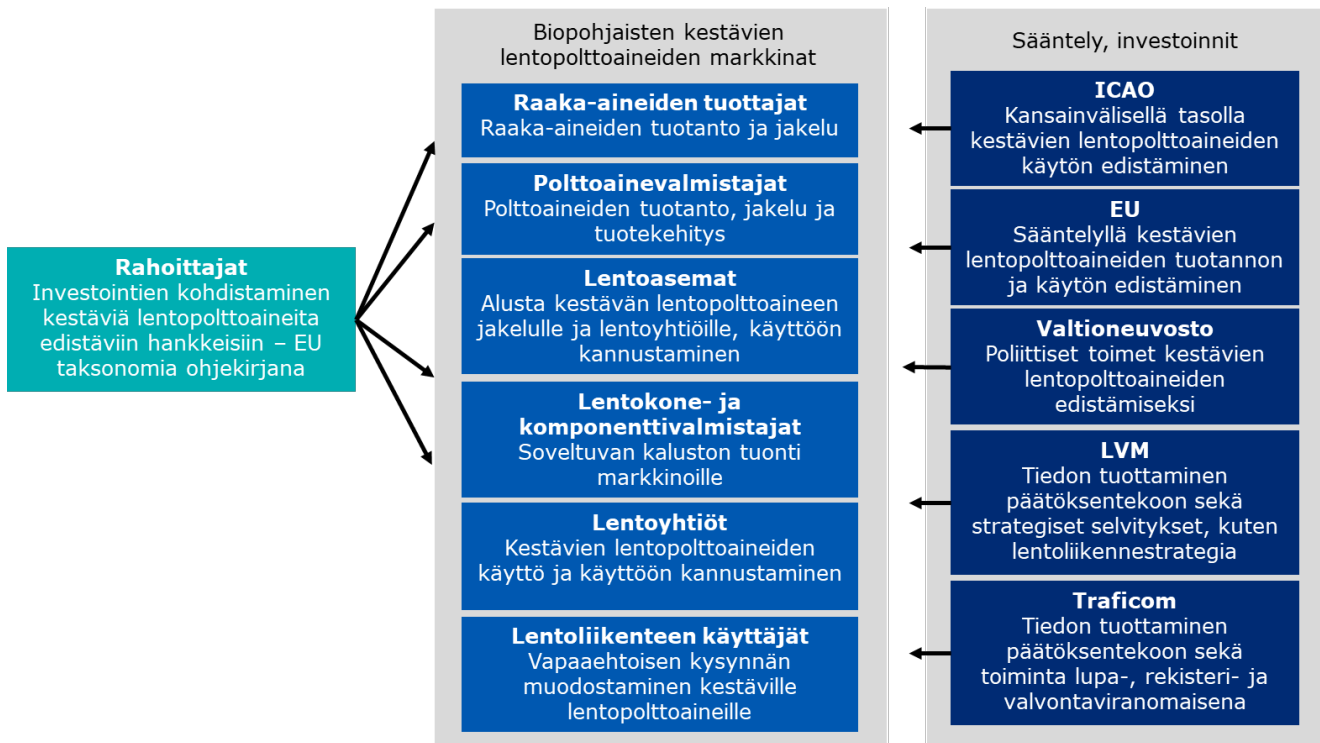 Rahoittajat
Investointien kohdistaminen
kestäviä lentopolttoaineita
edistäviin hankkeisiin – EU
taksonomia ohjekirjana
Biopohjaisten kestävien
lentopolttoaineiden markkinat
Raaka-aineiden tuottajat
Raaka-aineiden tuotanto ja jakelu
Polttoainevalmistajat
Polttoaineiden tuotanto, jakelu ja
tuotekehitys
Lentoasemat
Alusta kestävän lentopolttoaineen
jakelulle ja lentoyhtiöille, käyttöön
kannustaminen
Lentokone- ja
komponenttivalmistajat
Soveltuvan kaluston tuonti
markkinoille
Lentoyhtiöt
Kestävien lentopolttoaineiden
käyttö ja käyttöön kannustaminen
Lentoliikenteen käyttäjät
Vapaaehtoisen kysynnän
muodostaminen kestäville
lentopolttoaineille
Sääntely, investoinnit
ICAO
Kansainvälisellä tasolla
kestävien lentopolttoaineiden
käytön edistäminen
EU
Sääntelyllä kestävien
lentopolttoaineiden tuotannon
ja käytön edistäminen
Valtioneuvosto
Poliittiset toimet kestävien
lentopolttoaineiden
edistämiseksi
LVM
Tiedon tuottaminen
päätöksentekoon sekä
strategiset selvitykset, kuten
lentoliikennestrategia
Traficom
Tiedon tuottaminen
päätöksentekoon sekä
toiminta lupa-, rekisteri- ja
valvontaviranomaisena